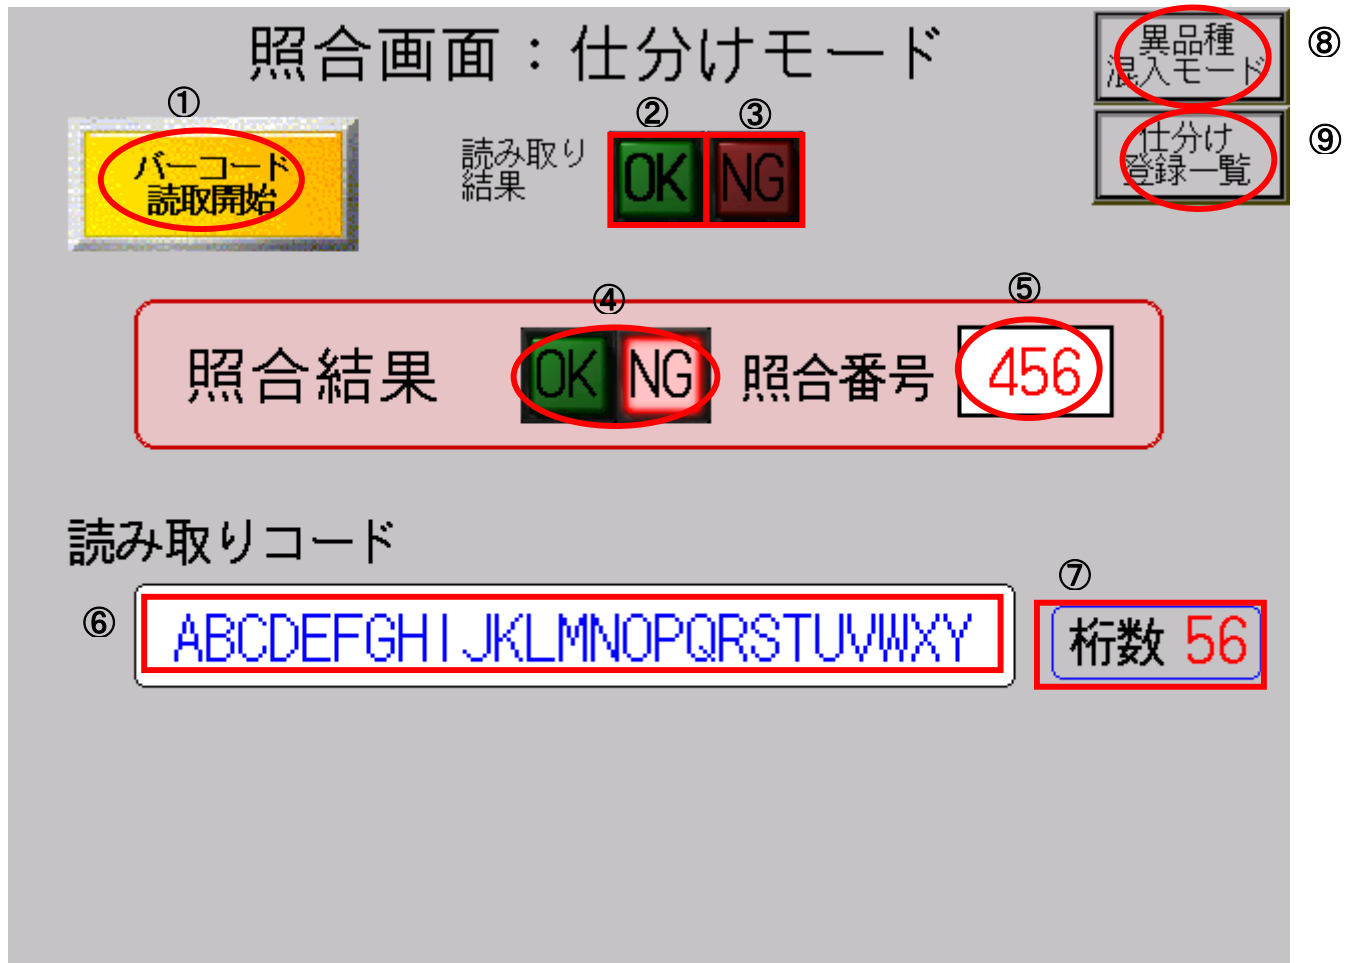 照合画面：仕分けモード
異品種
混入モード
⑧
①
バーコード
読取開始
読み取り
結果
②
③
OK
NG
仕分け
登録一覧
⑨
④
⑤
照合結果
OK
NG
照合番号
456
読み取りコード
⑥
ABCDEFGHIJKLMNOPQRSTUVWXY
⑦
桁数 56